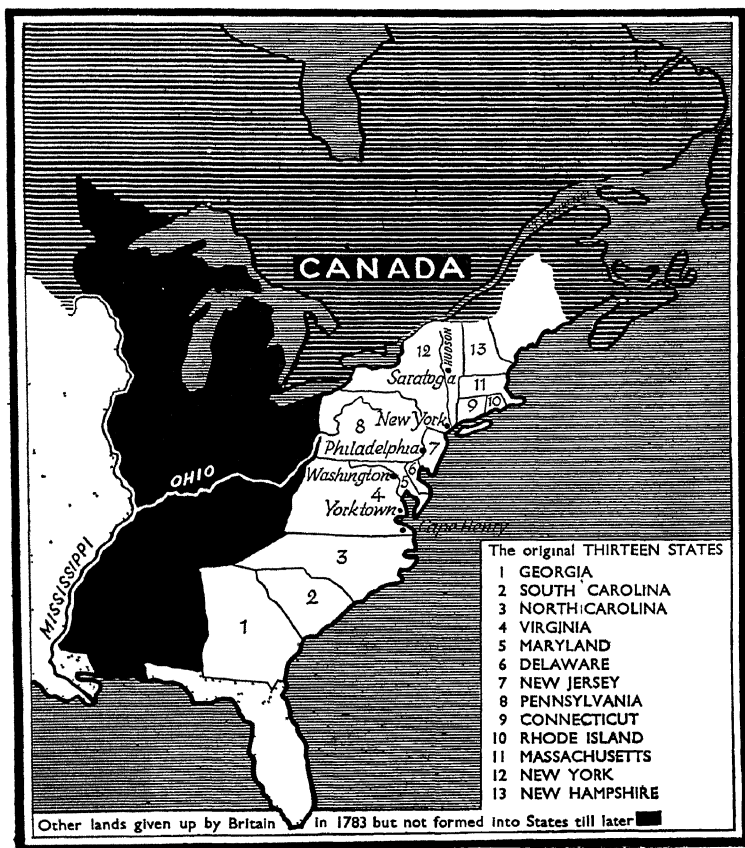 CANADA
12
HUDSON
13
Saratoga
11
9
10
8
New York
Philadelphia
7
6
Washington
5
4
Yorktown
Cape Henry
OHIO
MISSISSIPPI
3
2
1
The original THIRTEEN STATES
1 GEORGIA
2 SOUTH CAROLINA
3 NORTH CAROLINA
4 VIRGINIA
5 MARYLAND
6 DELAWARE
7 NEW JERSEY
8 PENNSYLVANIA
9 CONNECTICUT
10 RHODE ISLAND
11 MASSACHUSETTS
12 NEW YORK
13 NEW HAMPSHIRE
Other lands given up by Britain in 1783 but not formed into States till later